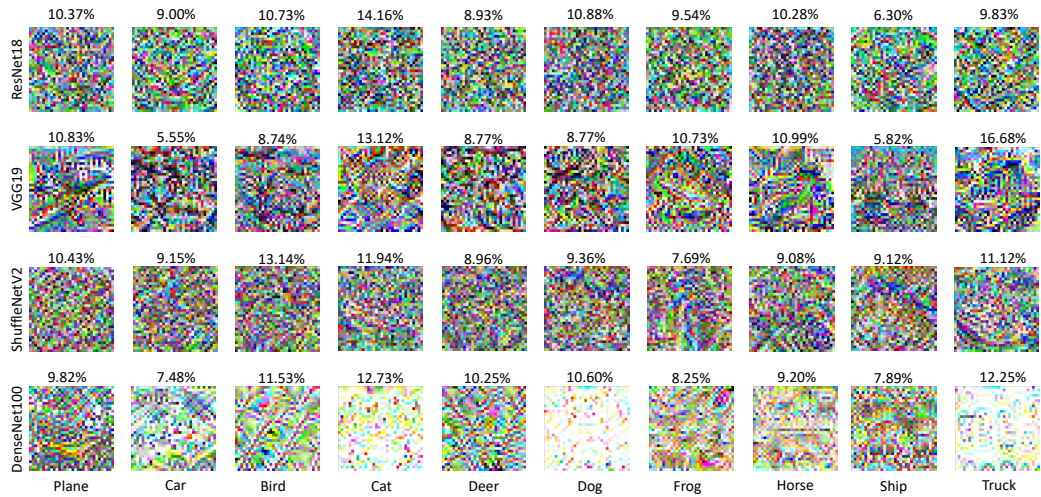 10.37% 9.00% 10.73% 14.16% 8.93% 10.88% 9.54% 10.28% 6.30% 9.83%
ResNet18
10.83% 5.55% 8.74% 13.12% 8.77% 8.77% 10.73% 10.99% 5.82% 16.68%
VGG19
10.43% 9.15% 13.14% 11.94% 8.96% 9.36% 7.69% 9.08% 9.12% 11.12%
ShuffleNetV2
9.82% 7.48% 11.53% 12.73% 10.25% 10.60% 8.25% 9.20% 7.89% 12.25%
DenseNet100
Plane Car Bird Cat Deer Dog Frog Horse Ship Truck